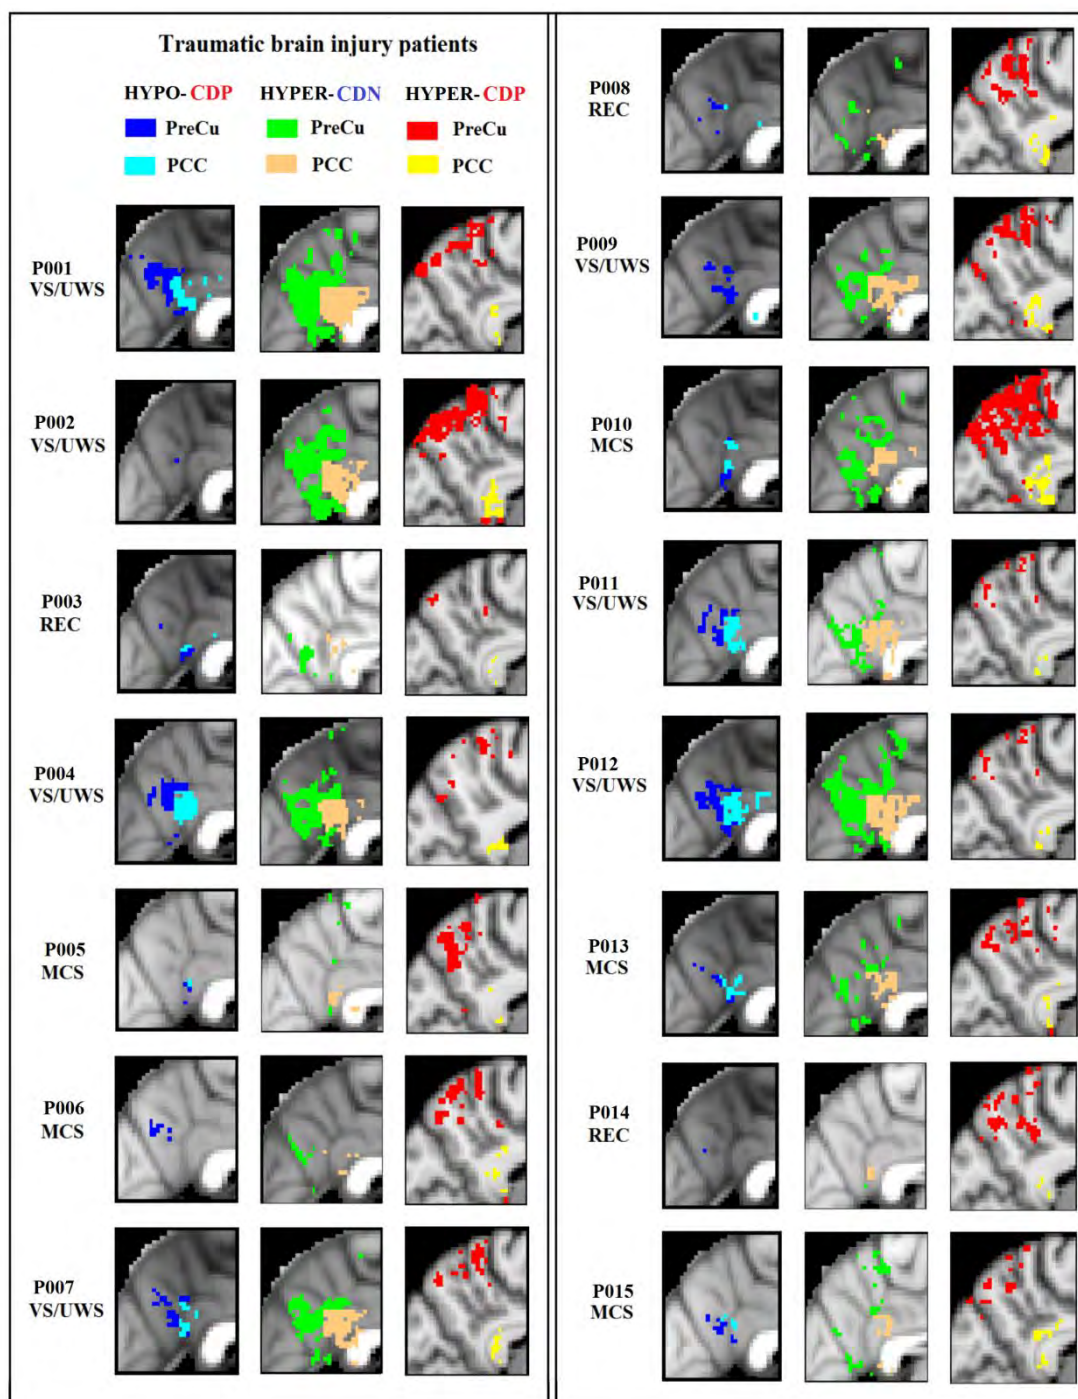 Traumatic brain injury patients
HYPO- CDP HYPER- CDN HYPER- CDP
PreCu PreCu PreCu
PCC PCC PCC
P001
VS/UWS
P002
VS/UWS
P003
REC
P004
VS/UWS
P005
MCS
P006
MCS
P007
VS/UWS
P008
REC
P009
VS/UWS
P010
MCS
P011
VS/UWS
P012
VS/UWS
P013
MCS
P014
REC
P015
MCS